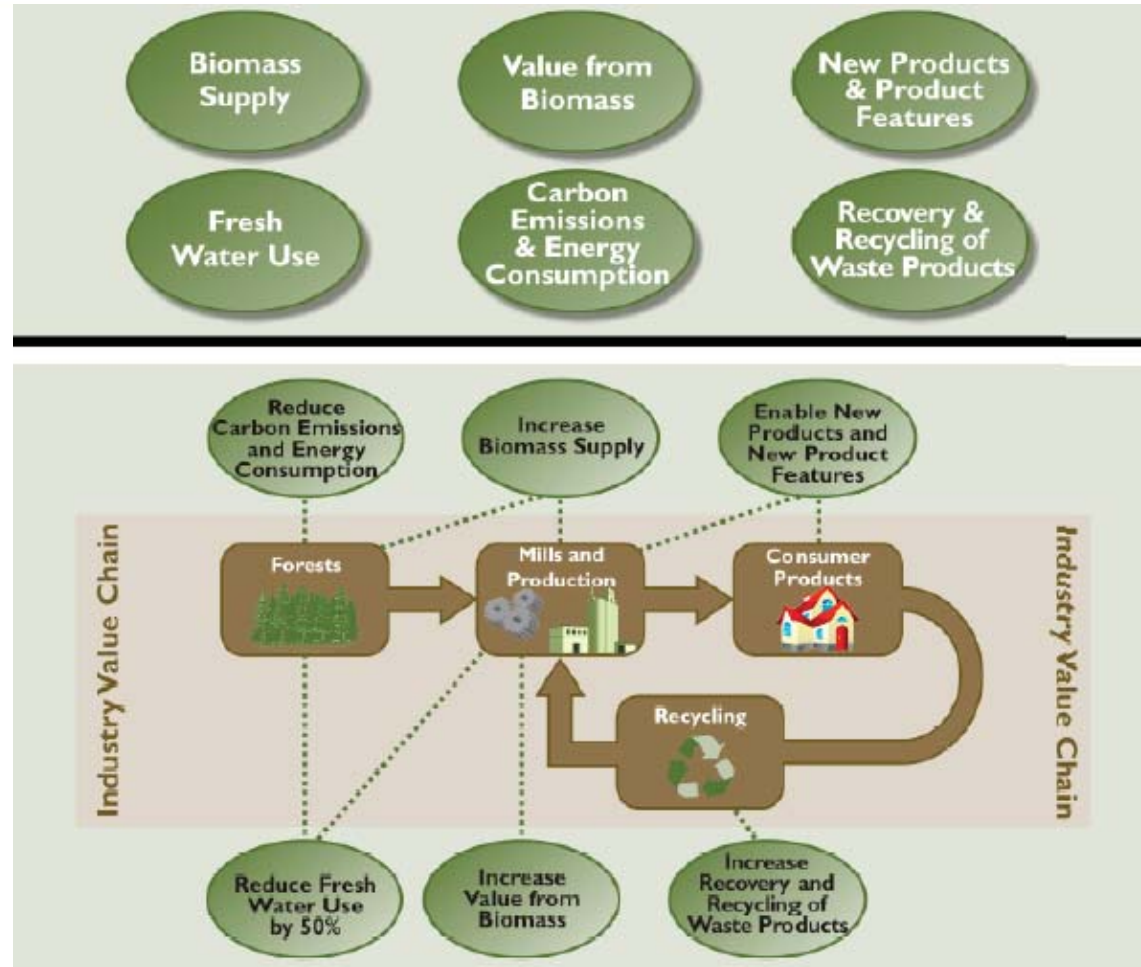 Biomass
Supply
Value from
Biomass
New Products
& Product
Features
Fresh
Water Use
Carbon
Emissions
& Energy
Consumption
Recovery &
Recycling of
Waste Products
Reduce
Carbon Emissions
and Energy
Consumption
Increase
Biomass Supply
Enable New
Products and
New Product
Features
Industry Value Chain
Forests
Mills and
Production
Consumer
Products
Industry Value Chain
Recycling
Reduce Fresh
Water Use
by 50%
Increase
Value from
Biomass
Increase
Recovery and
Recycling of
Waste Products